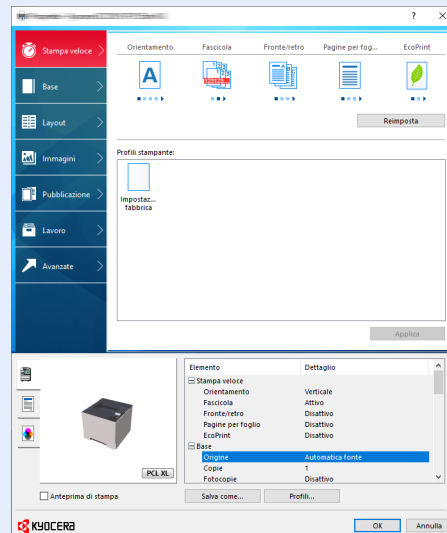 ? ×
Stampa veloce
Base
Layout
Immagini
Pubblicazione
Lavoro
Avanzate
Orientamento Fascicola Fronte/retro Pagine per fog... EcoPrint
A 123123
Reimposta
Profili stampante:
Impostaz...
fabbrica
Applica
PCL XL
Anteprima di stampa
Elemento Dettaglio
Stampa veloce
Orientamento Verticale
Fascicola Attivo
Fronte/retro Disattivo
Pagine per foglio Disattivo
EcoPrint Disattivo
Base
Origine Automatica fonte
Copie 1
Fotocopie Disattivo
Salva come... Profili...
KYOCERA
OK Annulla